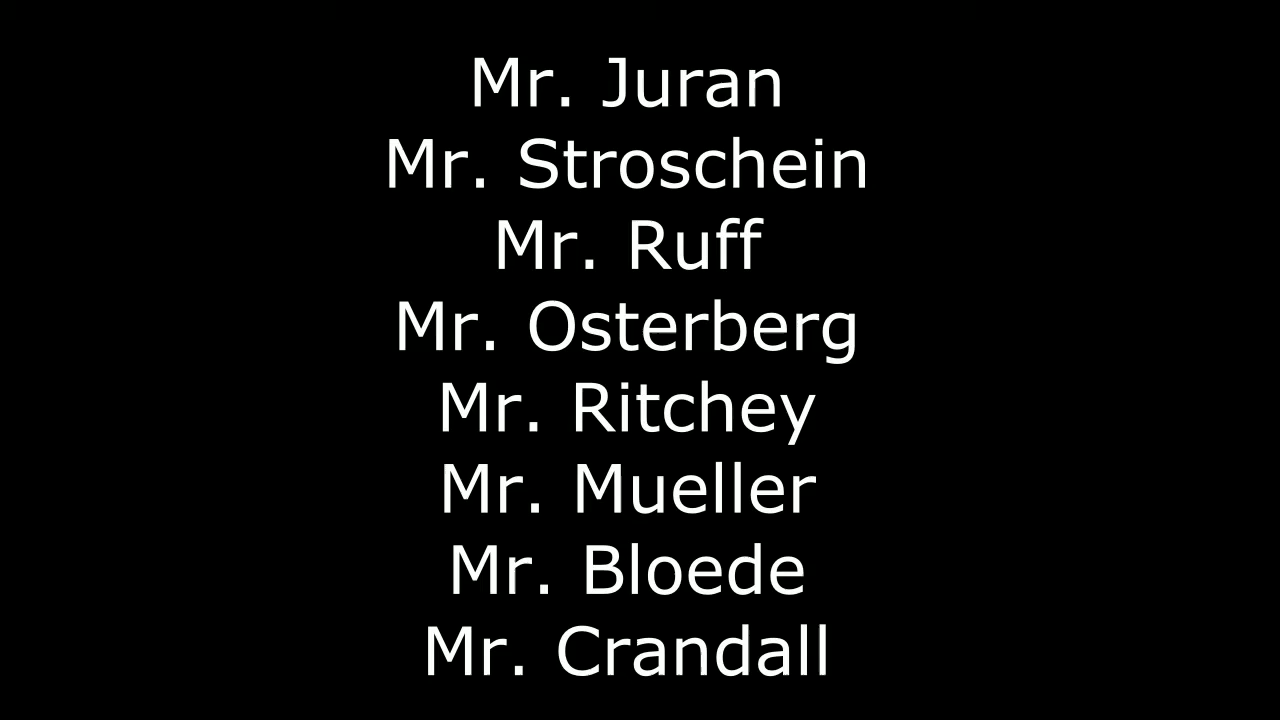 Mr. Juran
Mr. Stroschein
Mr. Ruff
Mr. Osterberg
Mr. Ritchey
Mr. Mueller
Mr. Bloede
Mr. Crandall